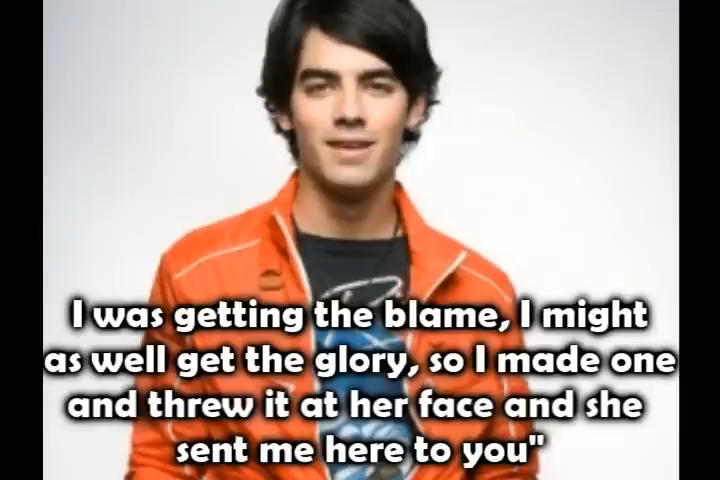 I was getting the blame, I might
as well get the glory, so I made one
and threw it at her face and she
sent me here to you"